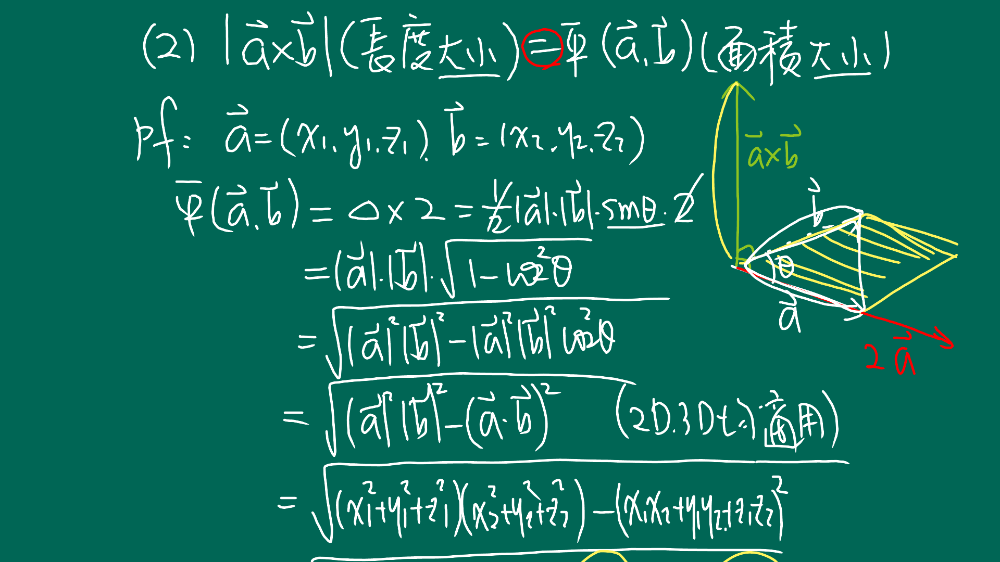 (2) |a⃗×b⃗|(長度大小)=平(a⃗.b⃗)(面積大小)
pf: a⃗=(x₁.y₁.z₁). b⃗=(x₂.y₂.z₂)
a⃗×b⃗
平(a⃗.b⃗)=△×2=½|a⃗|·|b⃗|·sinθ·2
b⃗
=|a⃗|·|b⃗|·√(1-cos²θ)
θ
a⃗
=√(|a⃗|²|b⃗|²-|a⃗|²|b⃗|²cos²θ)
2a⃗
=√(|a⃗|²|b⃗|²-(a⃗·b⃗)²) (2D.3D也適用)
=√((x₁²+y₁²+z₁²)(x₂²+y₂²+z₂²)-(x₁x₂+y₁y₂+z₁z₂)²)